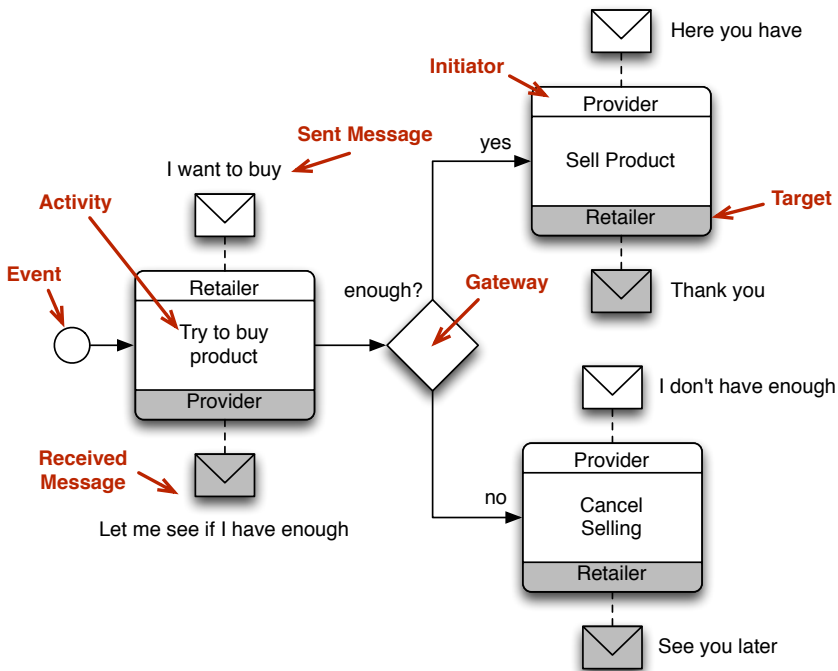 Here you have
Initiator
Provider
Sell Product
Retailer
Target
Thank you
yes
Sent Message
I want to buy
Activity
Event
Retailer
Try to buy
product
Provider
Received
Message
Let me see if I have enough
enough?
Gateway
no
I don't have enough
Provider
Cancel
Selling
Retailer
See you later